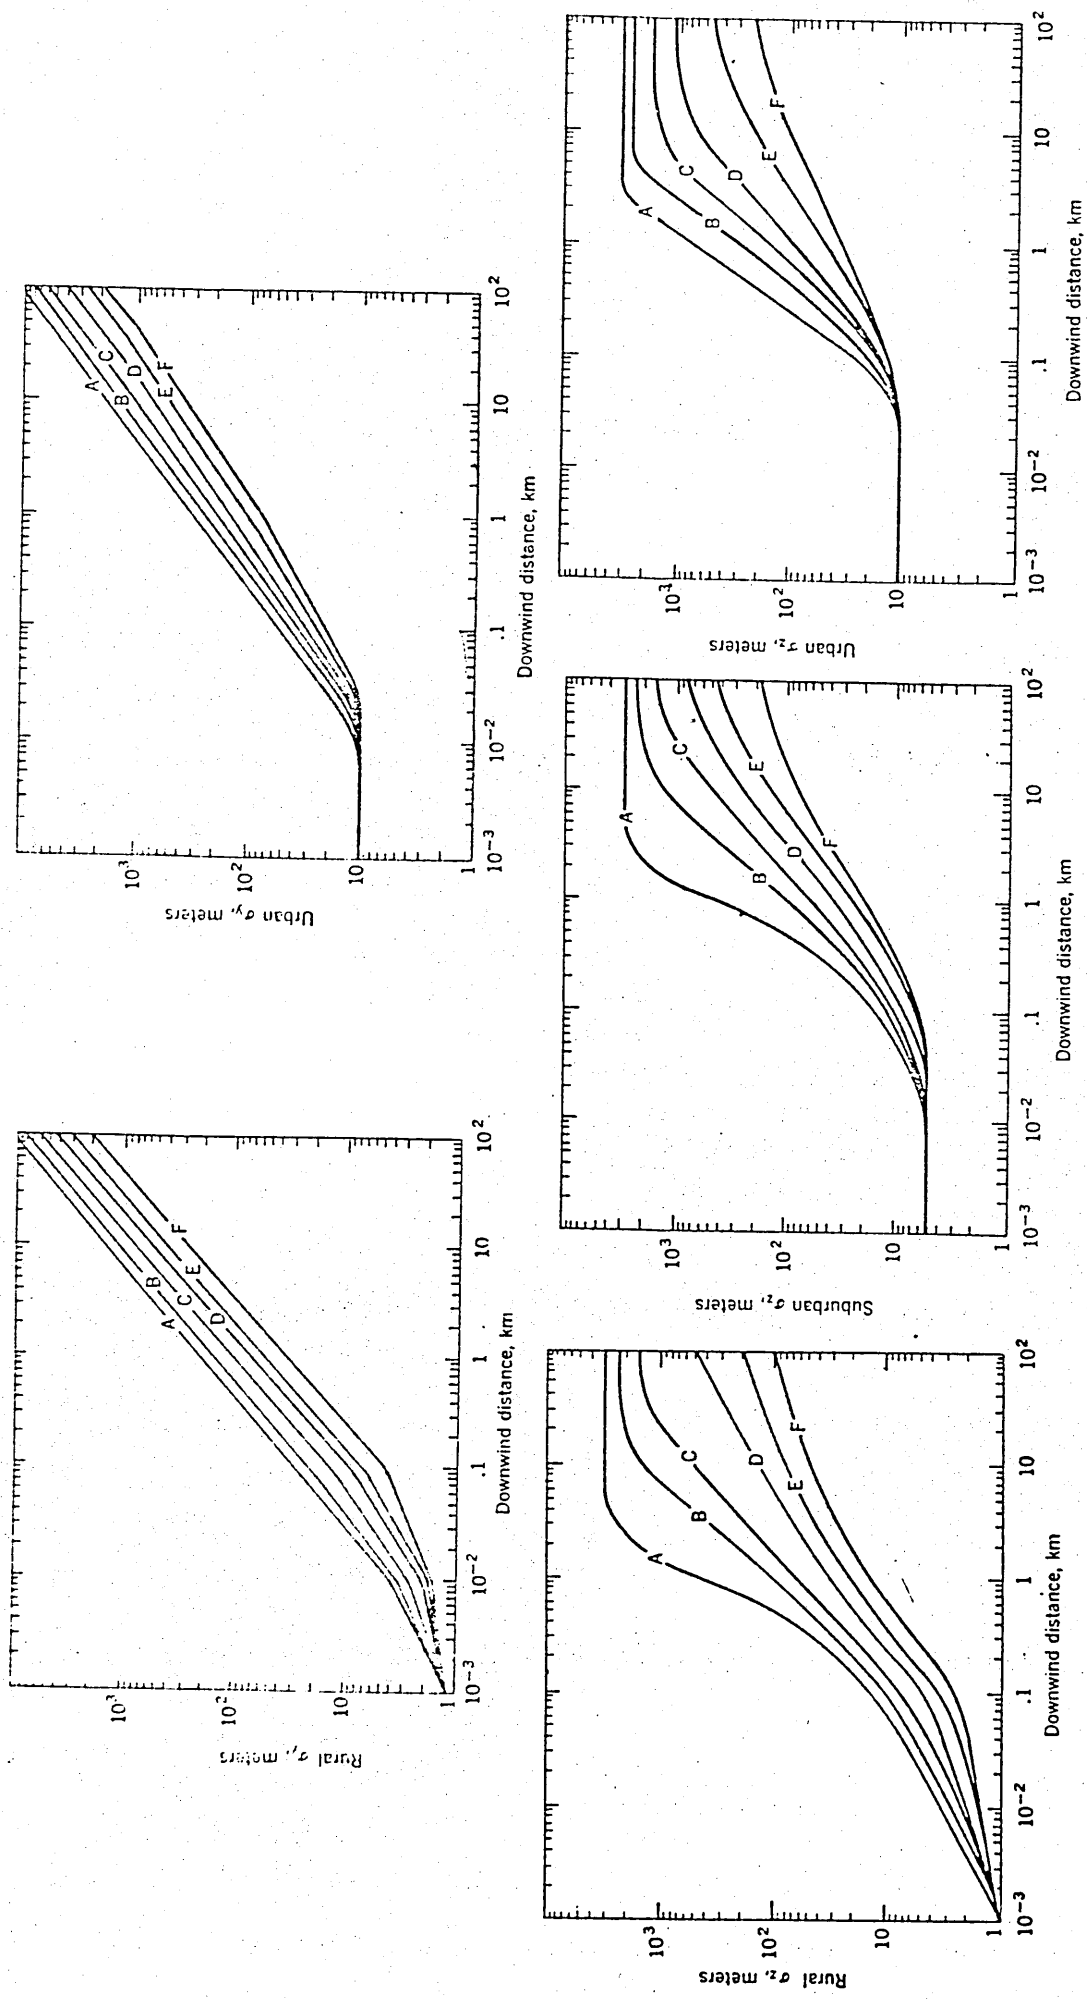 Urban σy, meters
10³
10²
10
1
10⁻³
10⁻²
.1
1
10
10²
A
B
C
D
E
F
Downwind distance, km
Rural σy, meters
10³
10²
10
1
10⁻³
10⁻²
.1
1
10
10²
A
B
C
D
E
F
Downwind distance, km
Urban σz, meters
10³
10²
10
1
10⁻³
10⁻²
.1
1
10
10²
A
B
C
D
E
F
Downwind distance, km
Suburban σz, meters
10³
10²
10
1
10⁻³
10⁻²
.1
1
10
10²
A
B
C
D
E
F
Downwind distance, km
Rural σz, meters
10³
10²
10
1
10⁻³
10⁻²
.1
1
10
10²
A
B
C
D
E
F
Downwind distance, km